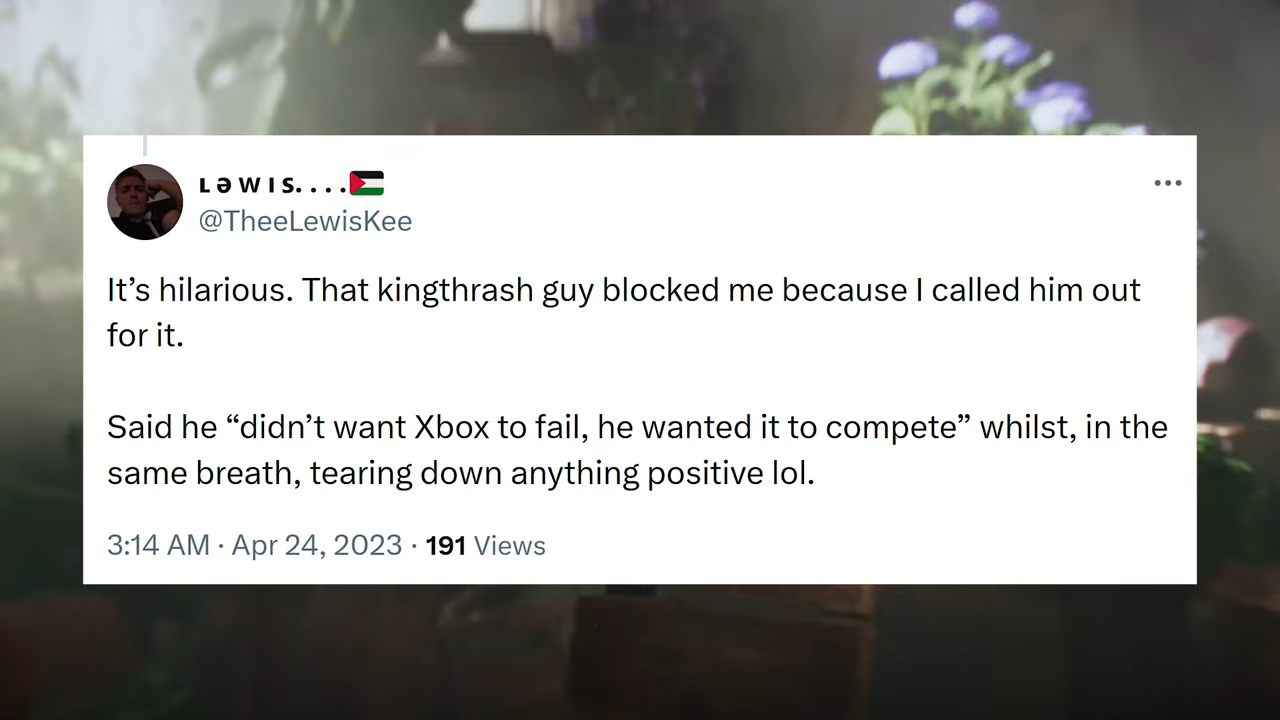 ʟəᴡɪs....🇵🇸
@TheeLewisKee
It’s hilarious. That kingthrash guy blocked me because I called him out
for it.
Said he “didn’t want Xbox to fail, he wanted it to compete” whilst, in the
same breath, tearing down anything positive lol.
3:14 AM · Apr 24, 2023 · 191 Views